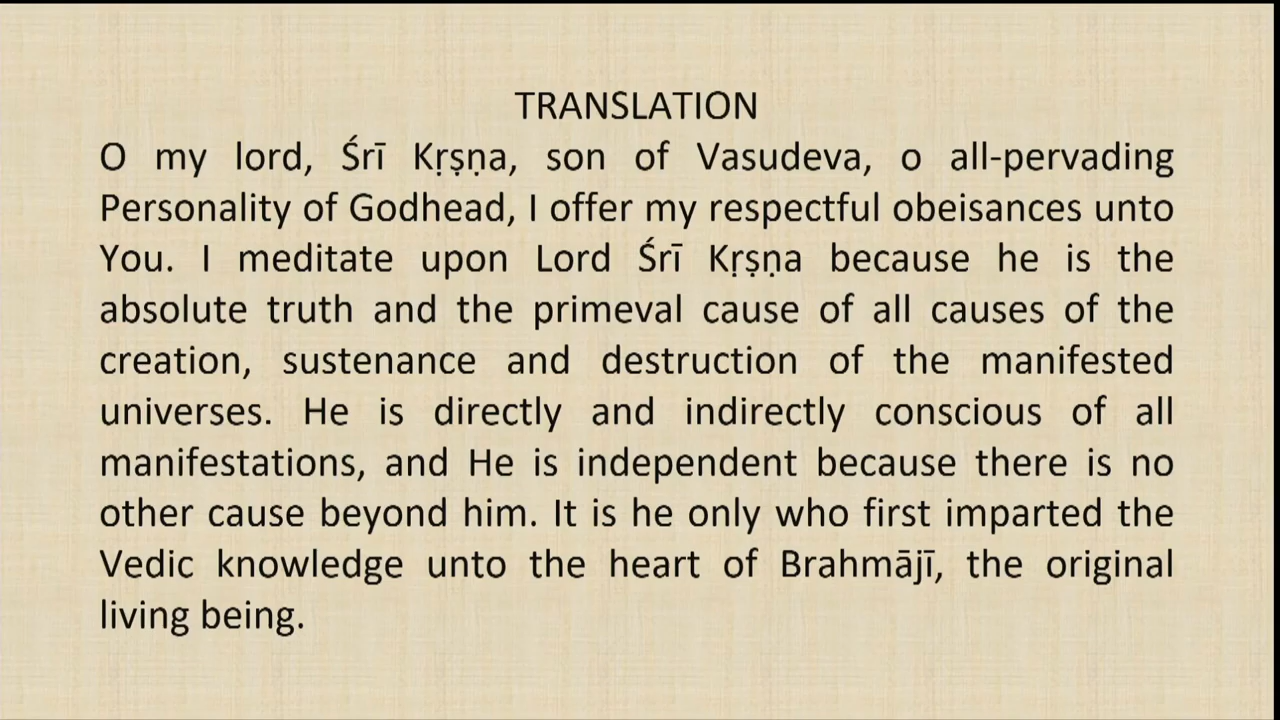 TRANSLATION
O my lord, Śrī Kṛṣṇa, son of Vasudeva, o all-pervading
Personality of Godhead, I offer my respectful obeisances unto
You. I meditate upon Lord Śrī Kṛṣṇa because he is the
absolute truth and the primeval cause of all causes of the
creation, sustenance and destruction of the manifested
universes. He is directly and indirectly conscious of all
manifestations, and He is independent because there is no
other cause beyond him. It is he only who first imparted the
Vedic knowledge unto the heart of Brahmājī, the original
living being.